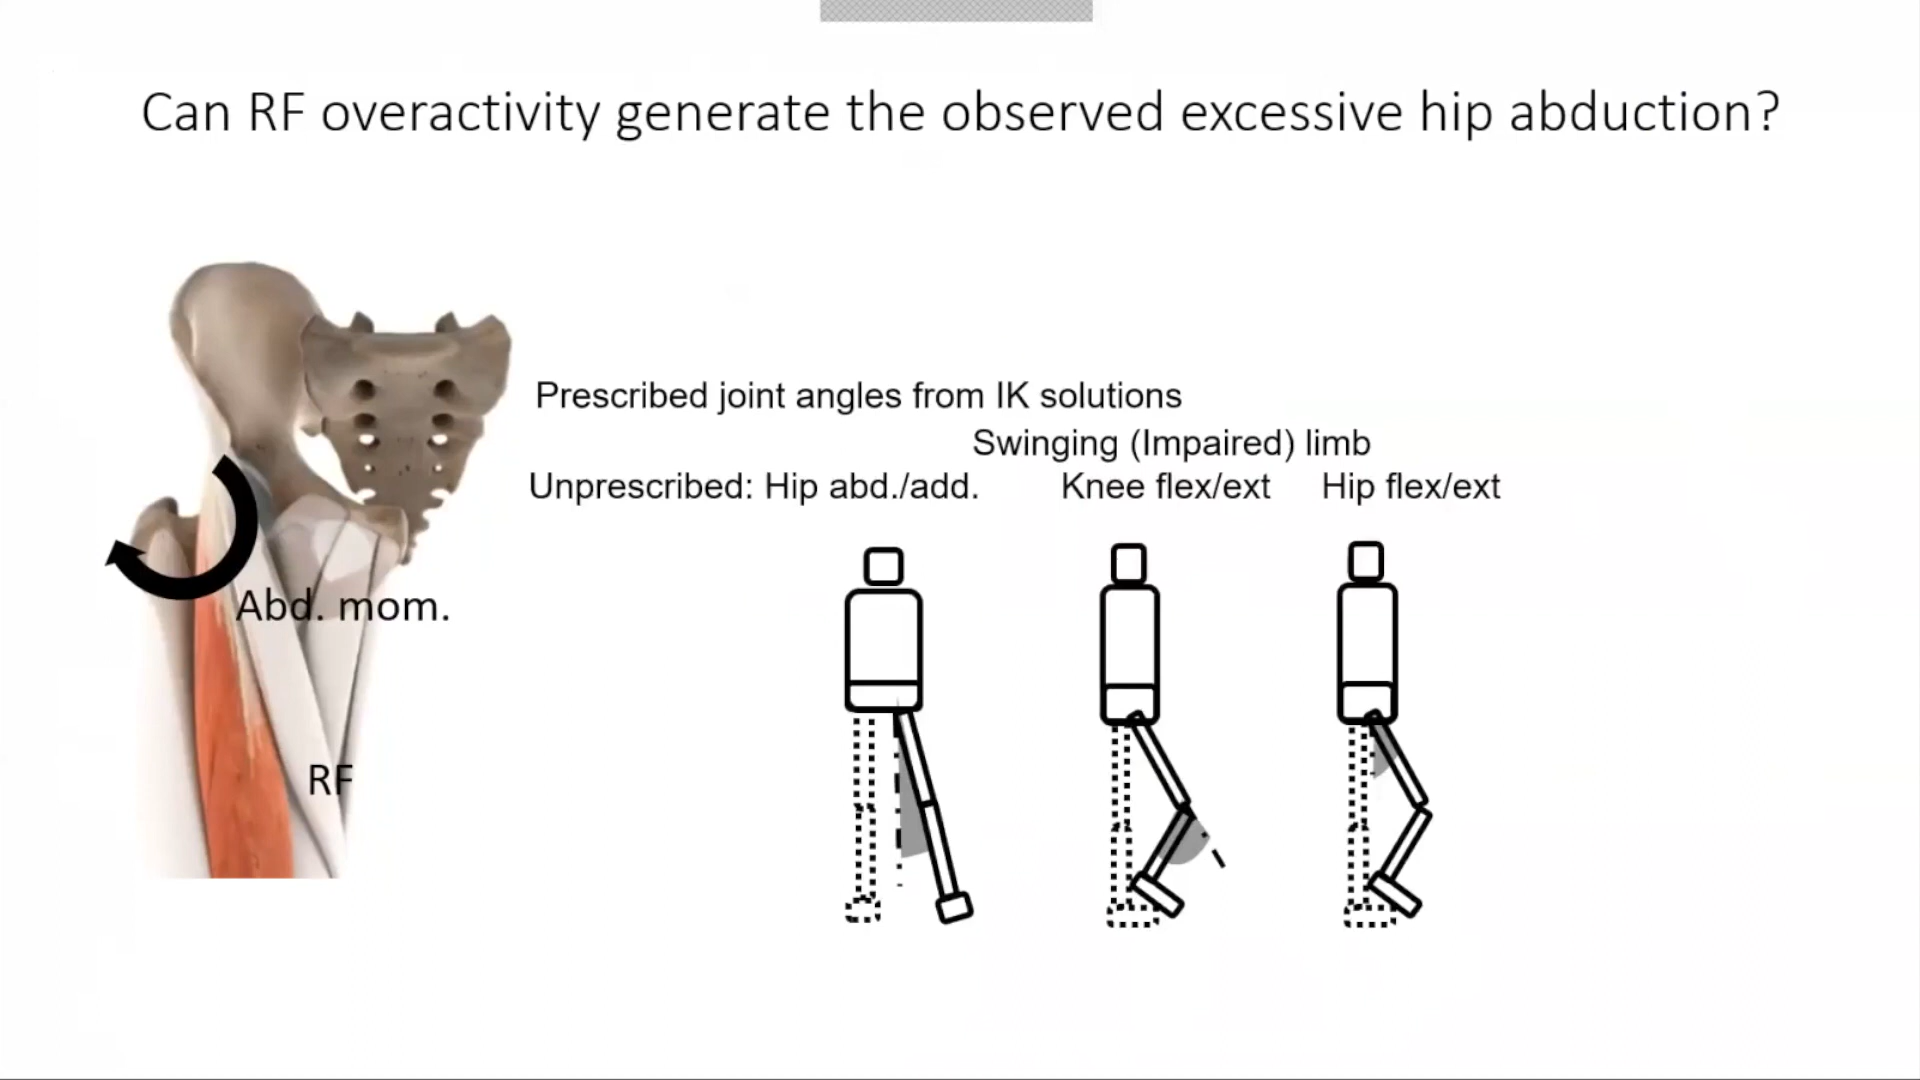 Can RF overactivity generate the observed excessive hip abduction?
Prescribed joint angles from IK solutions
Swinging (Impaired) limb
Unprescribed: Hip abd./add. Knee flex/ext Hip flex/ext
Abd. mom.
RF